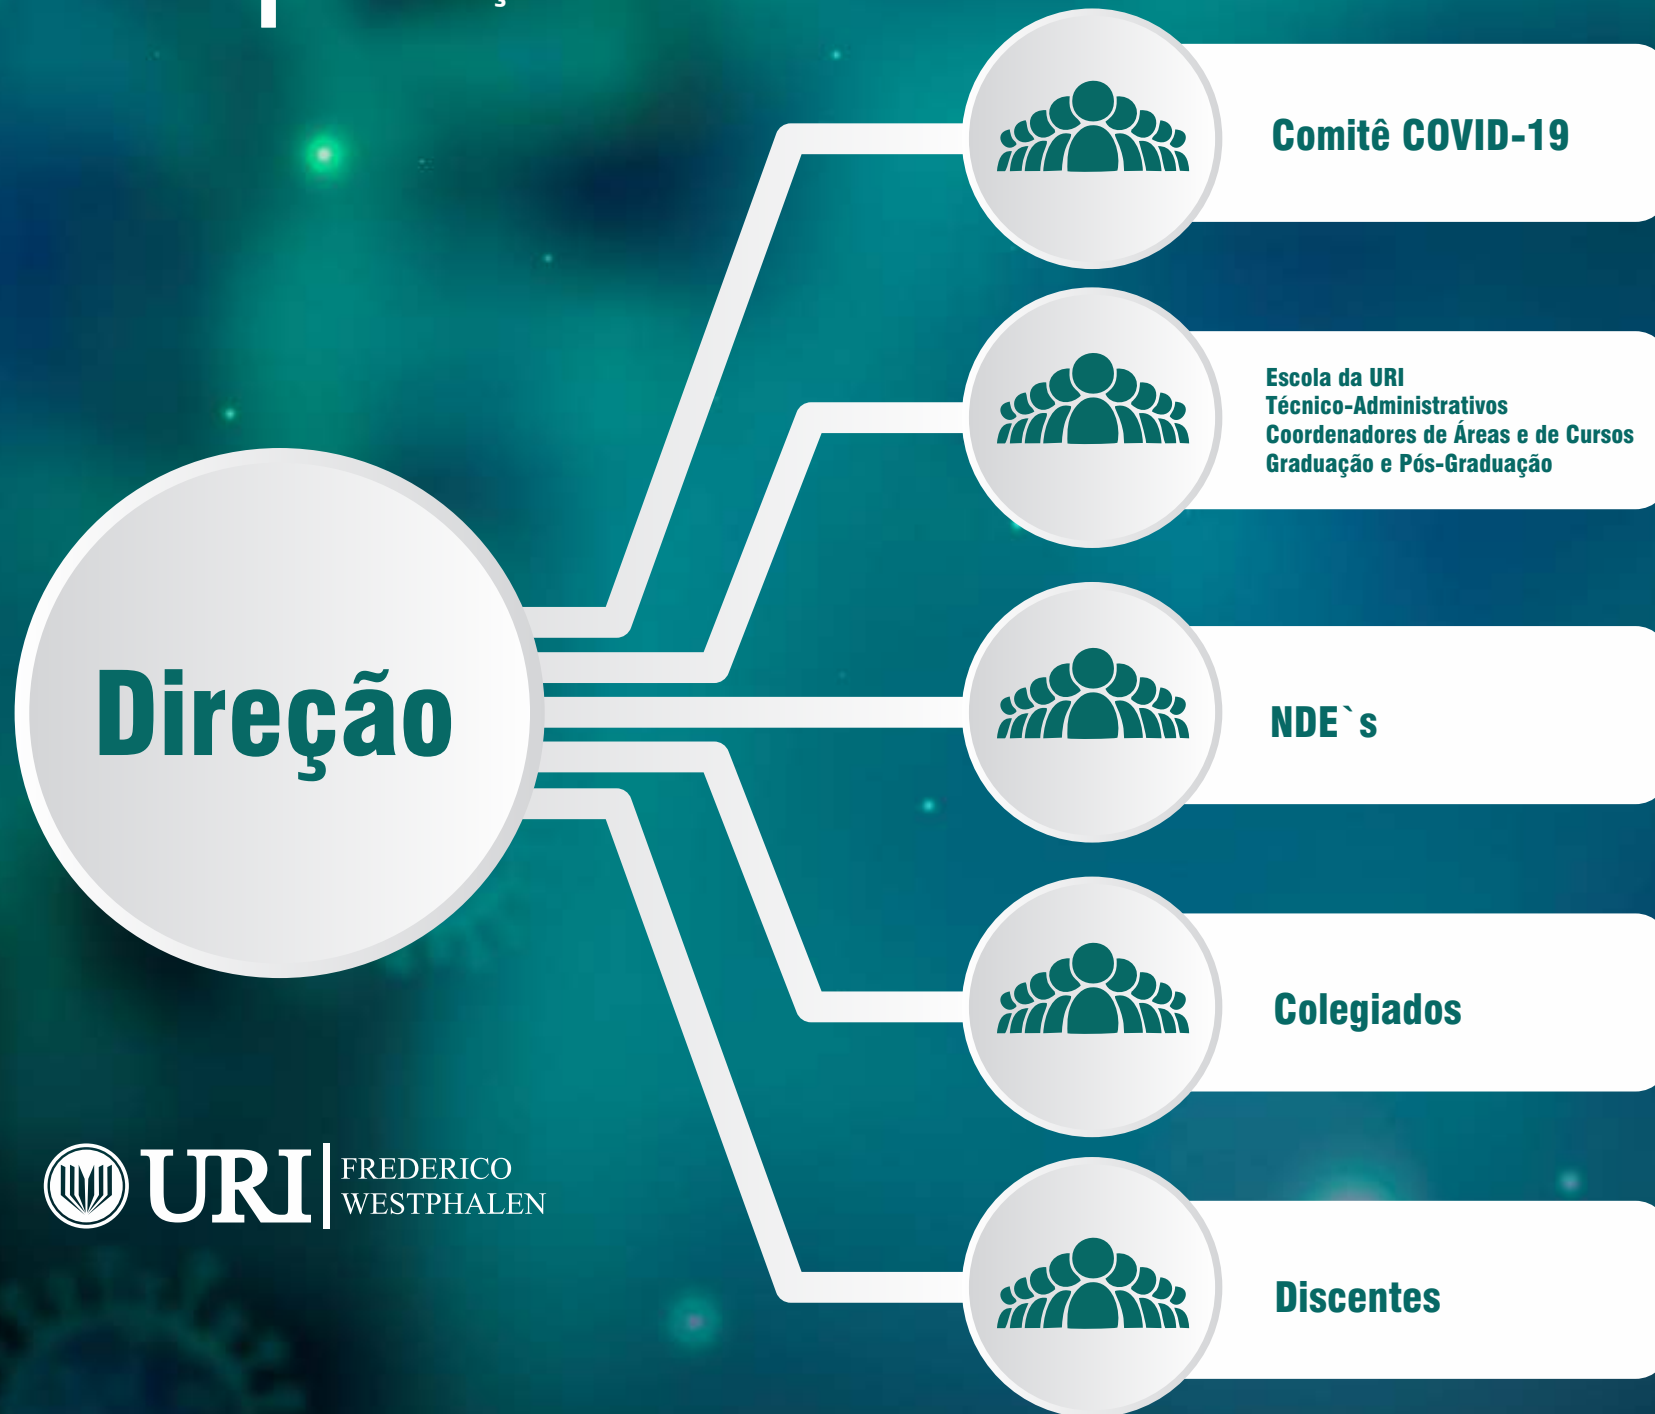 Direção
Comitê COVID-19
Escola da URI
Técnico-Administrativos
Coordenadores de Áreas e de Cursos
Graduação e Pós-Graduação
NDE`s
Colegiados
Discentes
URI
FREDERICO
WESTPHALEN